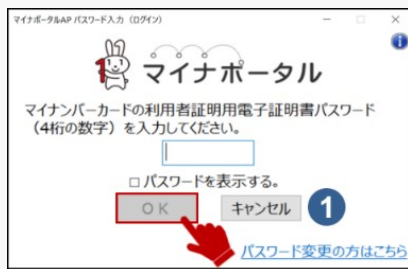 マイナポータルAP パスワード入力 (ログイン)
マイナポータル
マイナンバーカードの利用者証明用電子証明書パスワード
(4桁の数字) を入力してください。
パスワードを表示する。
OK キャンセル 1
パスワード変更の方はこちら